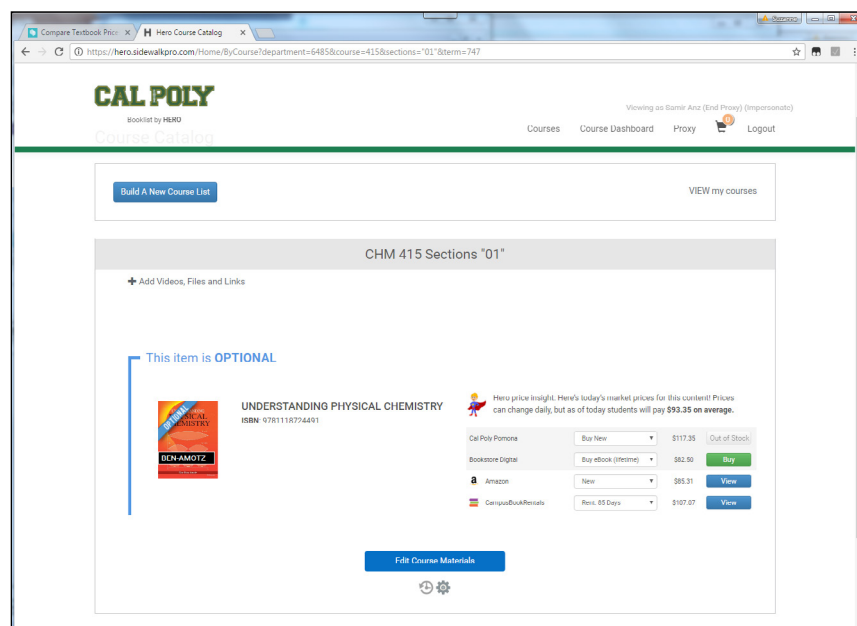 Suzanne
Compare Textbook Price
H Hero Course Catalog
https://hero.sidewalkpro.com/Home/ByCourse?department=6485&course=415&sections="01"&term=747
CAL POLY
Booklist by HERO
Course Catalog
Viewing as Samir Anz (End Proxy) (Impersonate)
Courses Course Dashboard Proxy Logout
Build A New Course List
VIEW my courses
CHM 415 Sections "01"
Add Videos, Files and Links
This item is OPTIONAL
OPTIONAL
PHYSICAL
CHEMISTRY
BEN-AMOTZ
UNDERSTANDING PHYSICAL CHEMISTRY
ISBN: 9781118724491
Hero price insight. Here's today's market prices for this content! Prices
can change daily, but as of today students will pay $93.35 on average.
Cal Poly Pomona Buy New $117.35 Out of Stock
Bookstore Digital Buy eBook (lifetime) $82.50 Buy
a Amazon New $85.31 View
CampusBookRentals Rent. 85 Days $107.07 View
Edit Course Materials